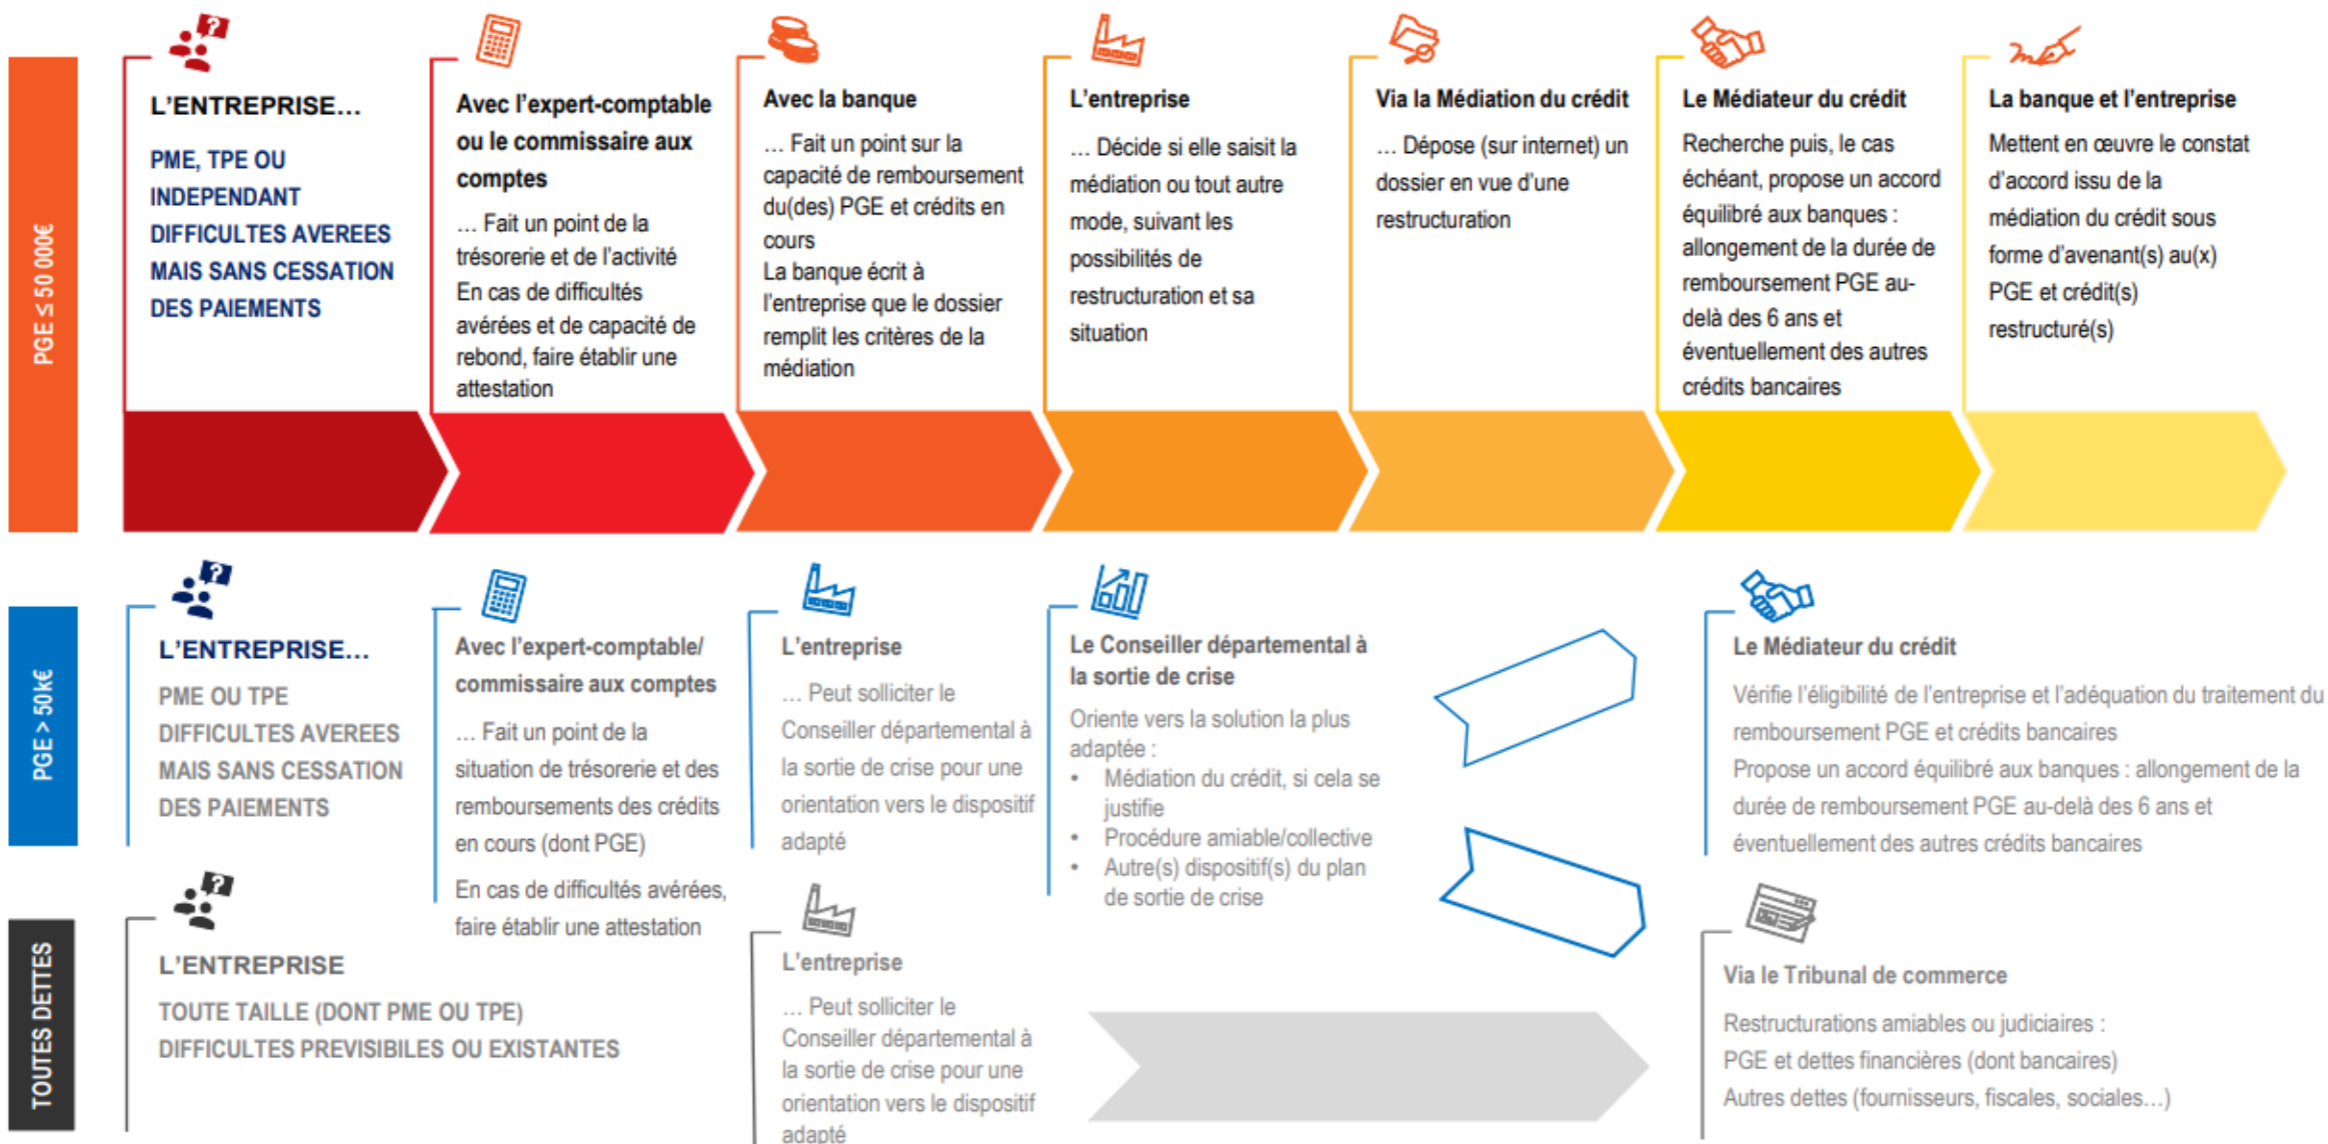 PGE ≤ 50 000€
?
L'ENTREPRISE…
PME, TPE OU
INDEPENDANT
DIFFICULTES AVEREES
MAIS SANS CESSATION
DES PAIEMENTS
Avec l'expert-comptable
ou le commissaire aux
comptes
… Fait un point de la
trésorerie et de l'activité
En cas de difficultés
avérées et de capacité de
rebond, faire établir une
attestation
Avec la banque
… Fait un point sur la
capacité de remboursement
du(des) PGE et crédits en
cours
La banque écrit à
l'entreprise que le dossier
remplit les critères de la
médiation
L'entreprise
… Décide si elle saisit la
médiation ou tout autre
mode, suivant les
possibilités de
restructuration et sa
situation
Via la Médiation du crédit
… Dépose (sur internet) un
dossier en vue d'une
restructuration
Le Médiateur du crédit
Recherche puis, le cas
échéant, propose un accord
équilibré aux banques :
allongement de la durée de
remboursement PGE au-
delà des 6 ans et
éventuellement des autres
crédits bancaires
La banque et l'entreprise
Mettent en œuvre le constat
d'accord issu de la
médiation du crédit sous
forme d'avenant(s) au(x)
PGE et crédit(s)
restructuré(s)
PGE > 50k€
?
L'ENTREPRISE…
PME OU TPE
DIFFICULTES AVEREES
MAIS SANS CESSATION
DES PAIEMENTS
Avec l'expert-comptable/
commissaire aux comptes
… Fait un point de la
situation de trésorerie et des
remboursements des crédits
en cours (dont PGE)
En cas de difficultés avérées,
faire établir une attestation
L'entreprise
… Peut solliciter le
Conseiller départemental à
la sortie de crise pour une
orientation vers le dispositif
adapté
Le Conseiller départemental à
la sortie de crise
Oriente vers la solution la plus
adaptée :
• Médiation du crédit, si cela se
justifie
• Procédure amiable/collective
• Autre(s) dispositif(s) du plan
de sortie de crise
Le Médiateur du crédit
Vérifie l'éligibilité de l'entreprise et l'adéquation du traitement du
remboursement PGE et crédits bancaires
Propose un accord équilibré aux banques : allongement de la
durée de remboursement PGE au-delà des 6 ans et
éventuellement des autres crédits bancaires
TOUTES DETTES
?
L'ENTREPRISE
TOUTE TAILLE (DONT PME OU TPE)
DIFFICULTES PREVISIBILES OU EXISTANTES
L'entreprise
… Peut solliciter le
Conseiller départemental à
la sortie de crise pour une
orientation vers le dispositif
adapté
Via le Tribunal de commerce
Restructurations amiables ou judiciaires :
PGE et dettes financières (dont bancaires)
Autres dettes (fournisseurs, fiscales, sociales…)